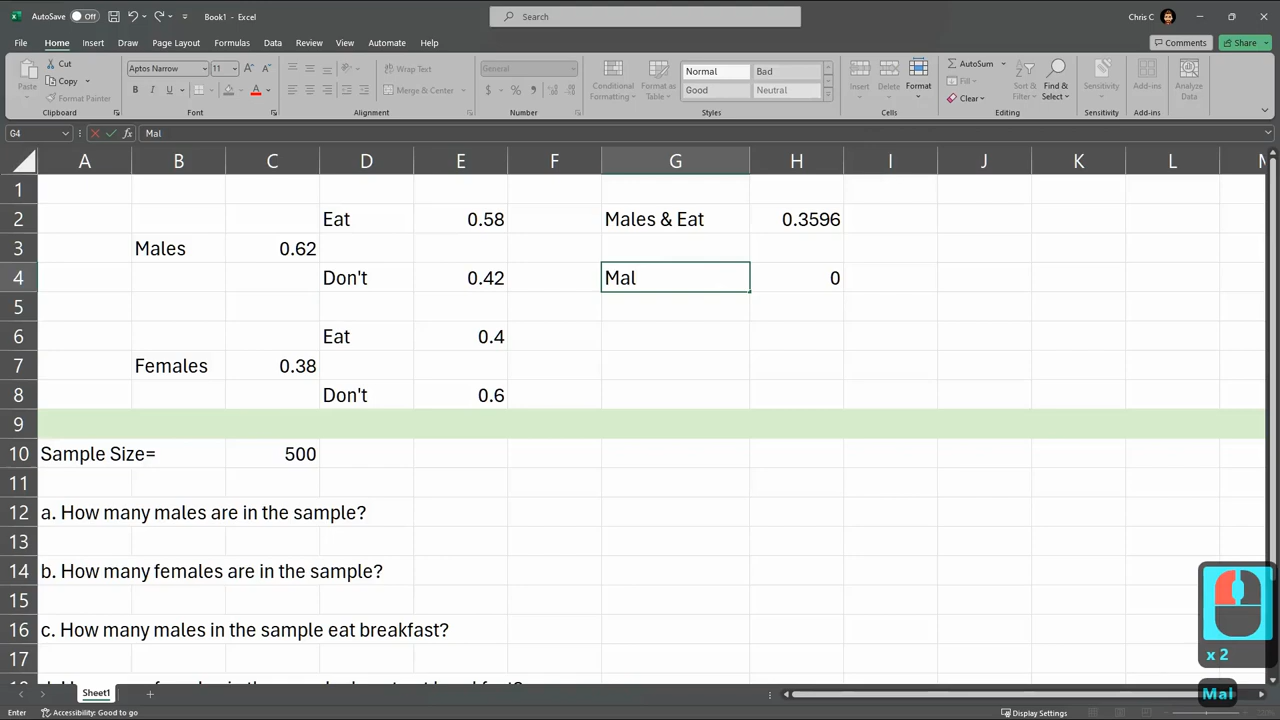 AutoSave Off Book1 - Excel Search Chris C
File Home Insert Draw Page Layout Formulas Data Review View Automate Help Comments Share
Paste Cut Copy Format Painter Clipboard
Aptos Narrow 11 A A B I U A Font
Wrap Text Merge & Center Alignment
General $ % Number
Conditional Formatting Format as Table Normal Bad Good Neutral Styles
Insert Delete Format Cells
AutoSum Fill Clear Sort & Filter Find & Select Editing
Sensitivity Sensitivity
Add-ins Add-ins
Analyze Data
G4 fx Mal
A B C D E F G H I J K L M
1
2 Eat 0.58 Males & Eat 0.3596
3 Males 0.62
4 Don't 0.42 Mal 0
5
6 Eat 0.4
7 Females 0.38
8 Don't 0.6
9
10 Sample Size= 500
11
12 a. How many males are in the sample?
13
14 b. How many females are in the sample?
15
16 c. How many males in the sample eat breakfast?
17
x 2
Sheet1
Mal
Enter Accessibility: Good to go Display Settings